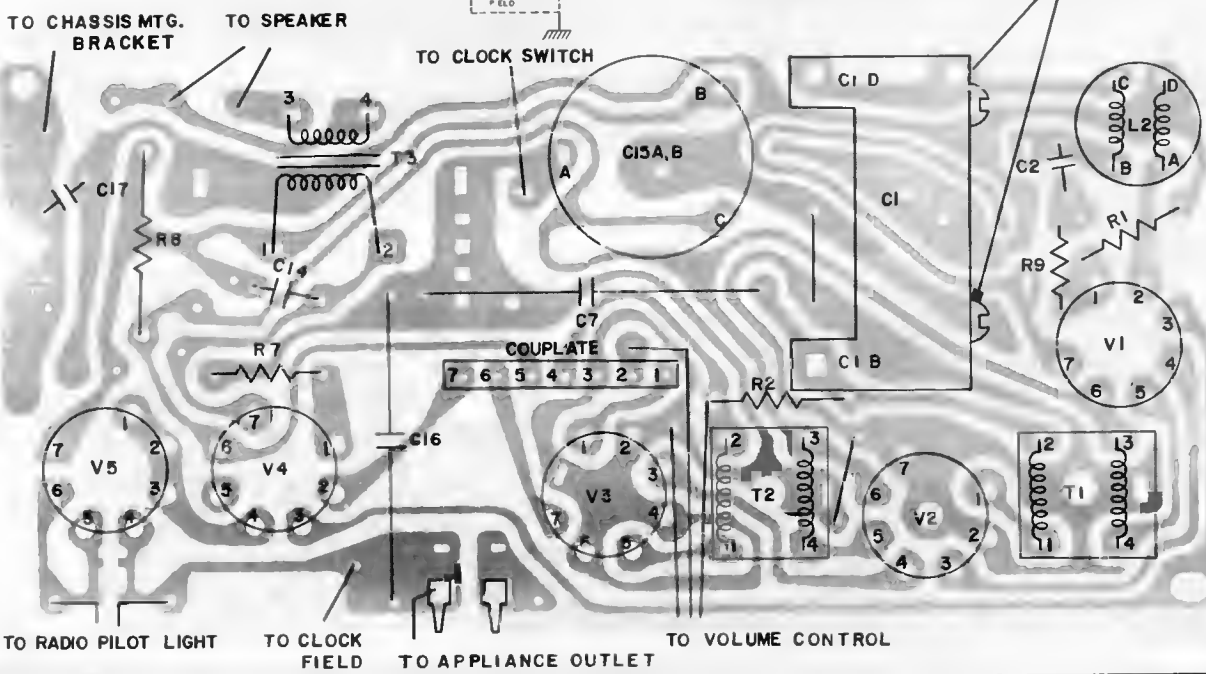 FIELD
TO CHASSIS MTG.
BRACKET
TO SPEAKER
TO CLOCK SWITCH
3 4
T3
1 2
C17
R8
C14
B
A
C15A,B
C
C1 D
C1
C1 B
C D
L2
B A
C2
R1
R9
1 2 3 4 5 6 7
V1
C7
R7
COUPLATE
7 6 5 4 3 2 1
R2
C16
1 2 3 4 5 6 7
V5
1 2 3 4 5 6 7
V4
1 2 3 4 5 6 7
V3
2 3
T2
1 4
1 2 3 4 5 6 7
V2
2 3
T1
1 4
TO RADIO PILOT LIGHT
TO CLOCK
FIELD
TO APPLIANCE OUTLET
TO VOLUME CONTROL